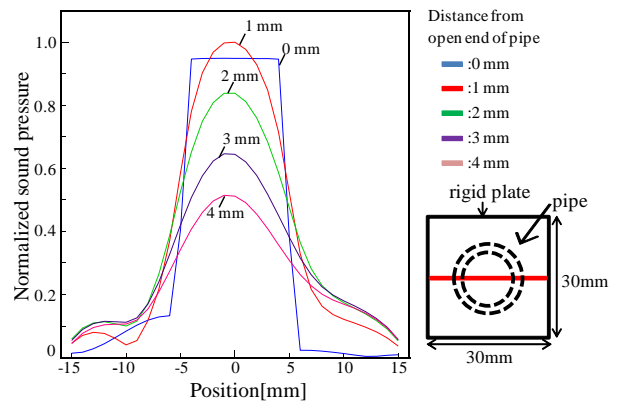 Normalized sound pressure
1.0
0.8
0.6
0.4
0.2
0
-15
-10
-5
0
5
10
15
Position[mm]
1 mm
0 mm
2 mm
3 mm
4 mm
Distance from
open end of pipe
:0 mm
:1 mm
:2 mm
:3 mm
:4 mm
rigid plate
pipe
30mm
30mm